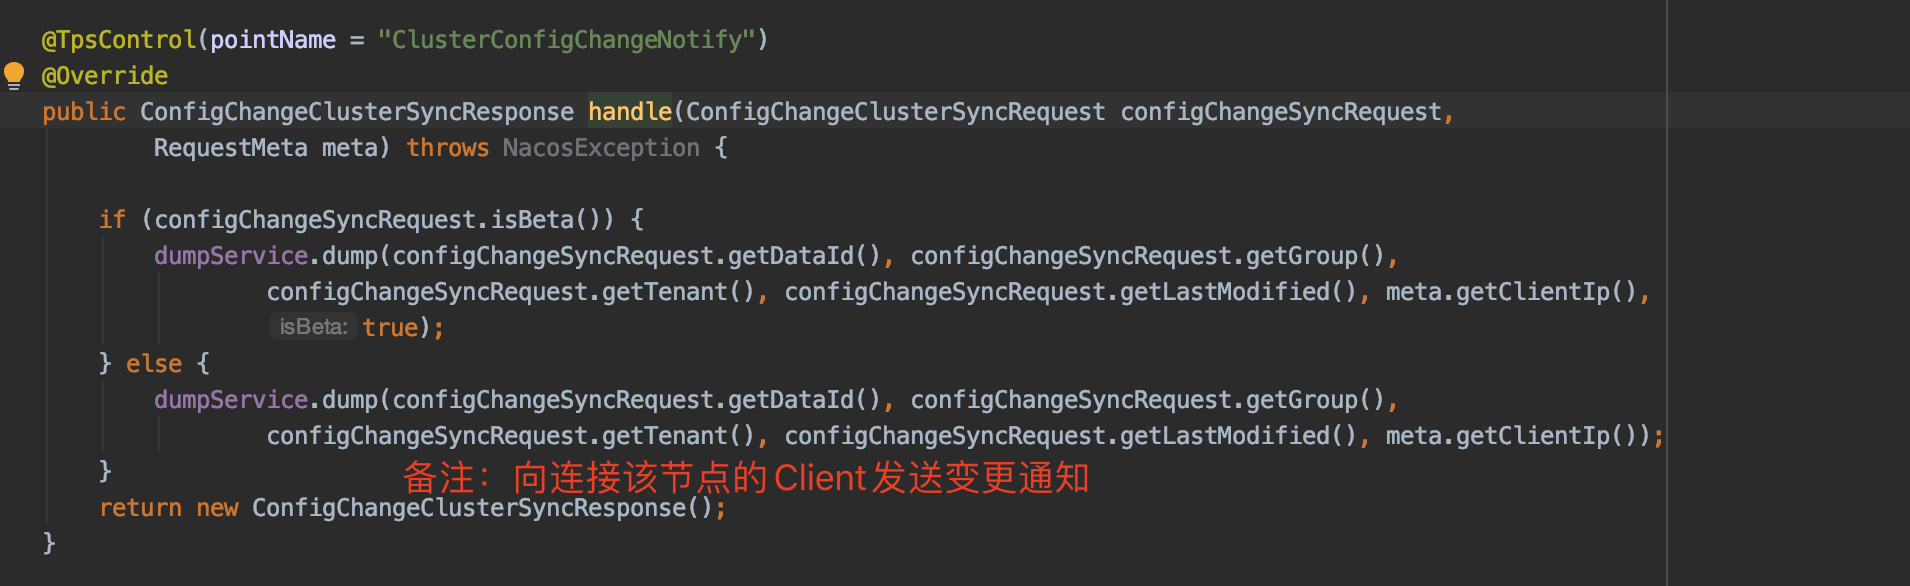 @TpsControl(pointName = "ClusterConfigChangeNotify")
@Override
public ConfigChangeClusterSyncResponse handle(ConfigChangeClusterSyncRequest configChangeSyncRequest,
RequestMeta meta) throws NacosException {
if (configChangeSyncRequest.isBeta()) {
dumpService.dump(configChangeSyncRequest.getDataId(), configChangeSyncRequest.getGroup(),
configChangeSyncRequest.getTenant(), configChangeSyncRequest.getLastModified(), meta.getClientIp(),
isBeta: true);
} else {
dumpService.dump(configChangeSyncRequest.getDataId(), configChangeSyncRequest.getGroup(),
configChangeSyncRequest.getTenant(), configChangeSyncRequest.getLastModified(), meta.getClientIp());
}
备注：向连接该节点的Client发送变更通知
return new ConfigChangeClusterSyncResponse();
}